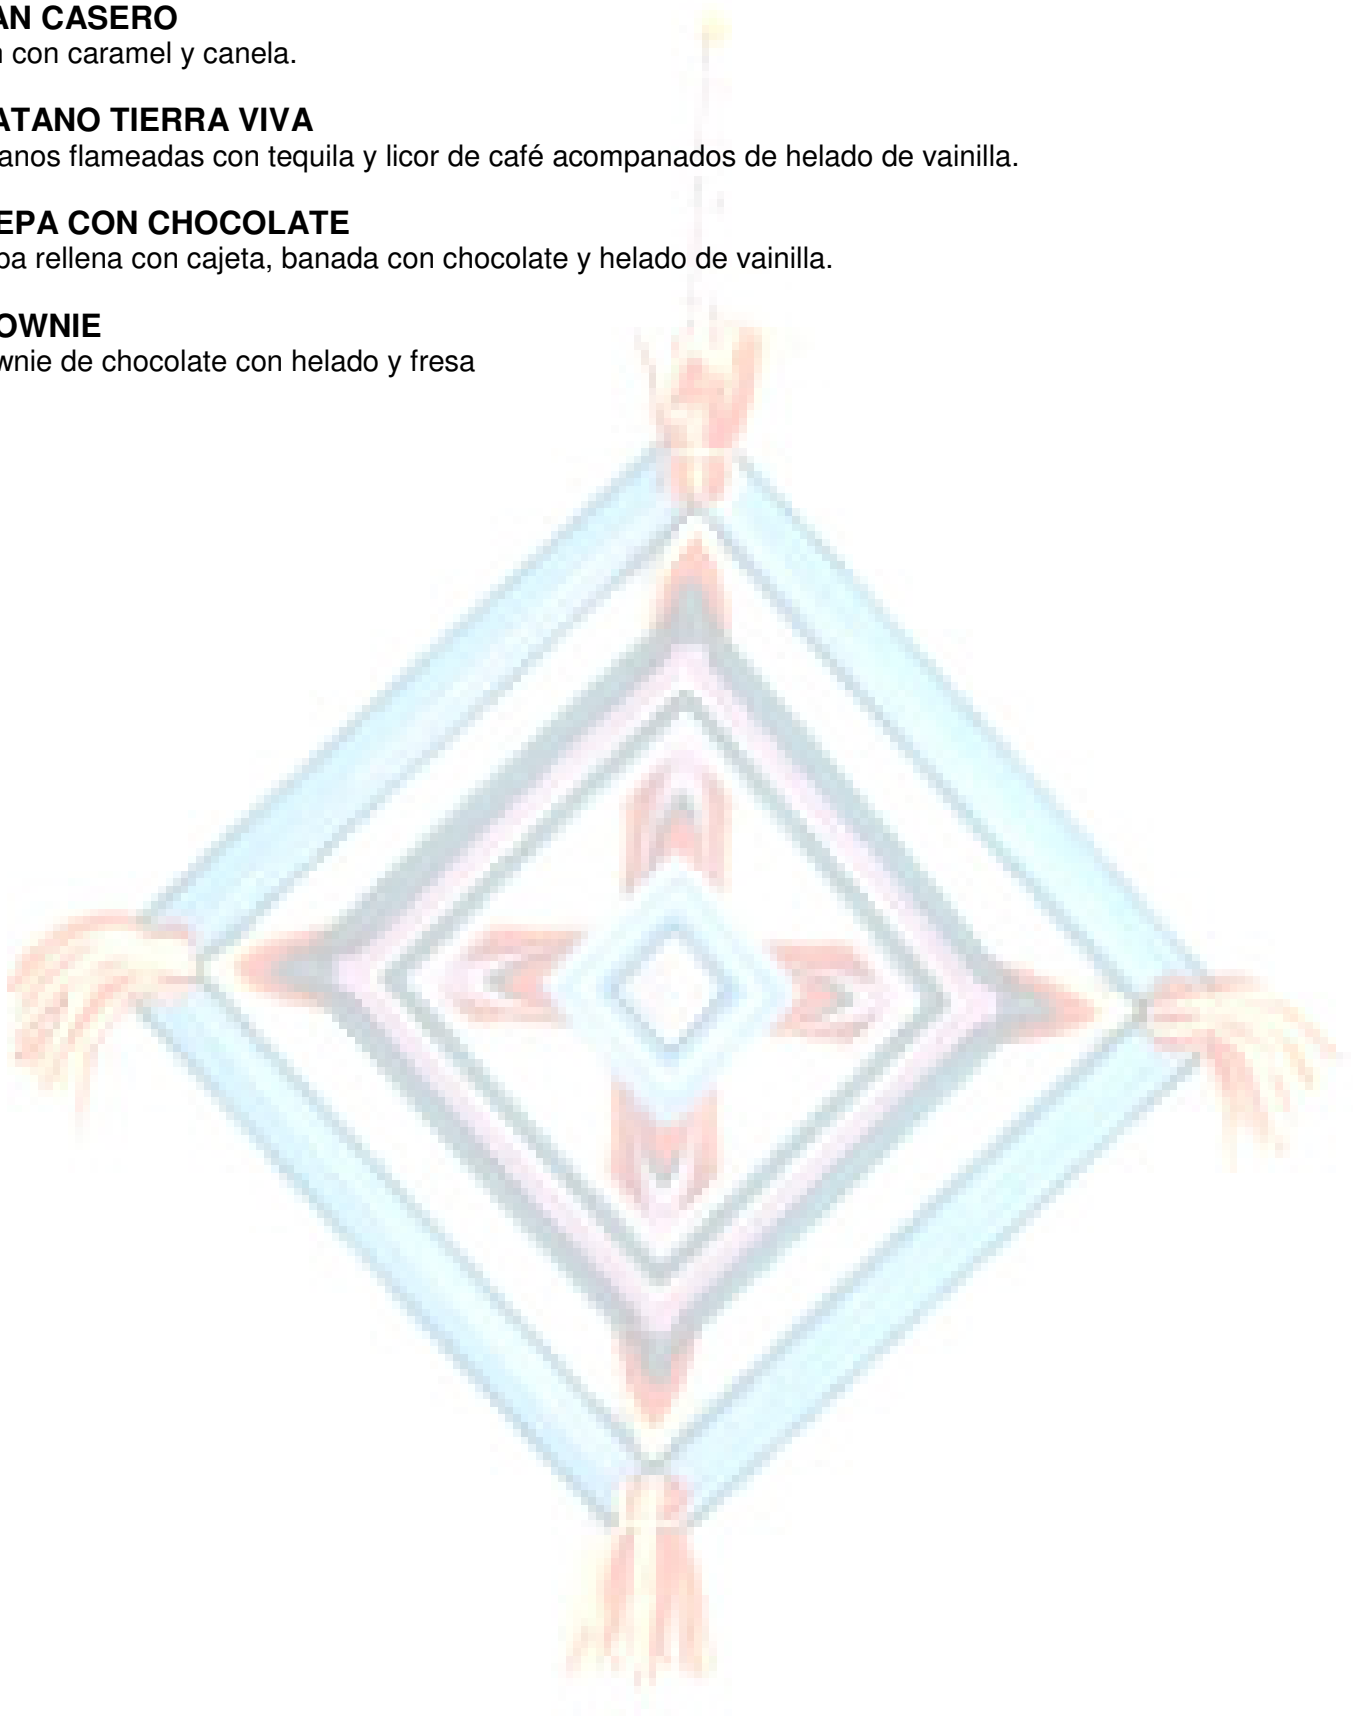 AN CASERO
con caramel y canela.
ATANO TIERRA VIVA
anos flameadas con tequila y licor de café acompanados de helado de vainilla.
EPA CON CHOCOLATE
pa rellena con cajeta, banada con chocolate y helado de vainilla.
OWNIE
wnie de chocolate con helado y fresa